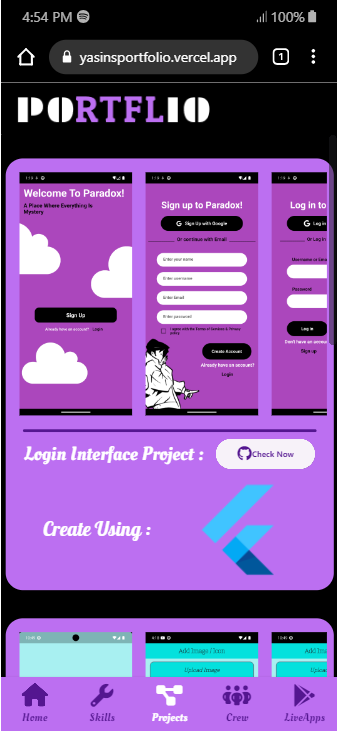 4:54 PM
100%
yasinsportfolio.vercel.app
1
PORTFLIO
Welcome To Paradox!
A Place Where Everything Is
Mystery
Sign Up
Already have an account? Login
Sign up to Paradox!
Sign Up with Google
Or continue with Email
Enter your name
Enter username
Enter Email
Enter password
I agree with the Terms of Services & Privacy
policy
Create Account
Already have an account?
Login
Log in to
Log in
Or Log in
Username or Email
Password
Log in
Don't have an account
Sign up
Login Interface Project :
Check Now
Create Using :
Add Image / Icon
Upload Image
Add Image
Upload
Home
Skills
Projects
Crew
LiveApps